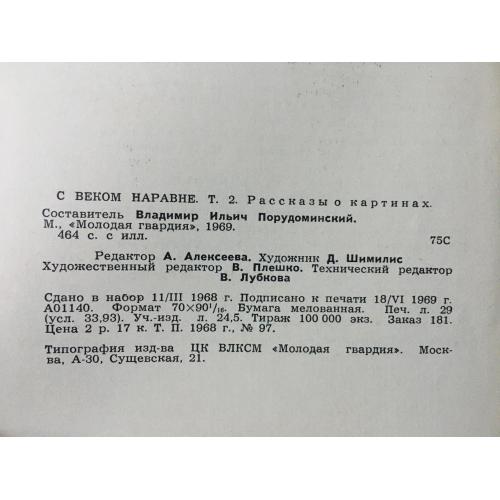 С ВЕКОМ НАРАВНЕ. Т. 2. Рассказы о картинах.
Составитель Владимир Ильич Порудоминский.
М., «Молодая гвардия», 1969.
464 с. с илл. 75С
Редактор А. Алексеева. Художник Д. Шимилис
Художественный редактор В. Плешко. Технический редактор
В. Лубкова
Сдано в набор 11/III 1968 г. Подписано к печати 18/VI 1969 г.
А01140. Формат 70×90¹/₁₆. Бумага мелованная. Печ. л. 29
(усл. 33,93). Уч.-изд. л. 24,5. Тираж 100 000 экз. Заказ 181.
Цена 2 р. 17 к. Т. П. 1968 г., № 97.
Типография изд-ва ЦК ВЛКСМ «Молодая гвардия». Моск-
ва, А-30, Сущевская, 21.